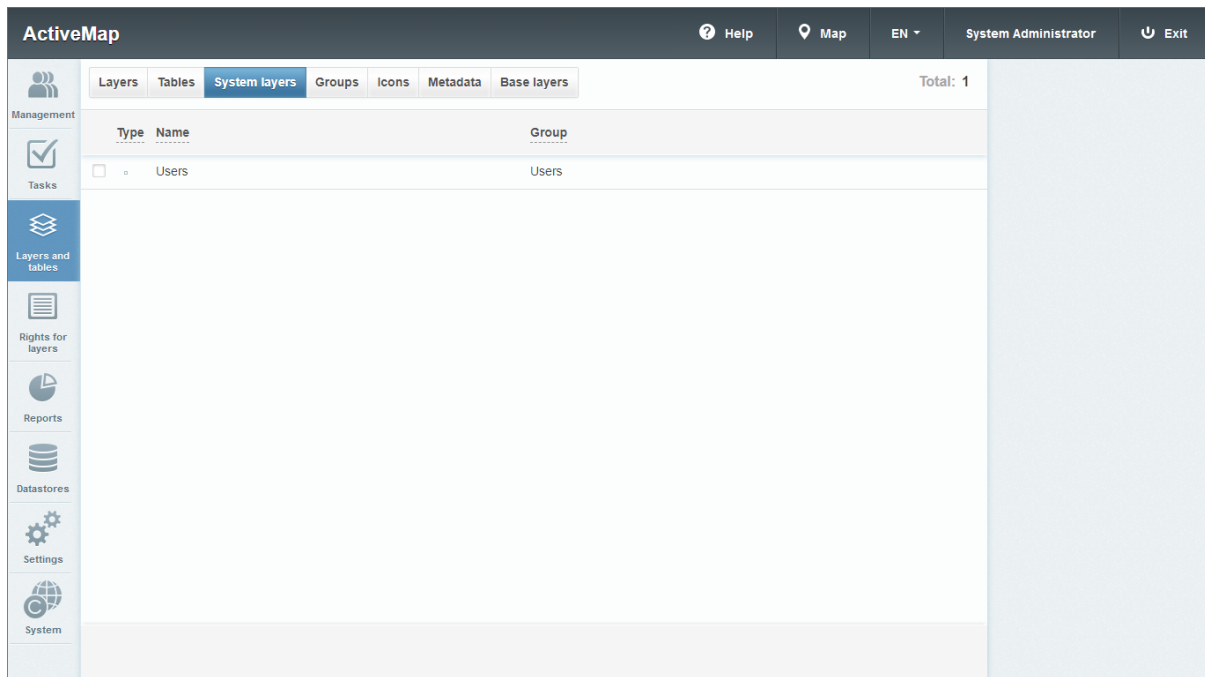 ActiveMap
Help
Map
EN
System Administrator
Exit
Management
Tasks
Layers and
tables
Rights for
layers
Reports
Datastores
Settings
C
System
Layers Tables System layers Groups Icons Metadata Base layers
Total: 1
Type Name Group
Users Users